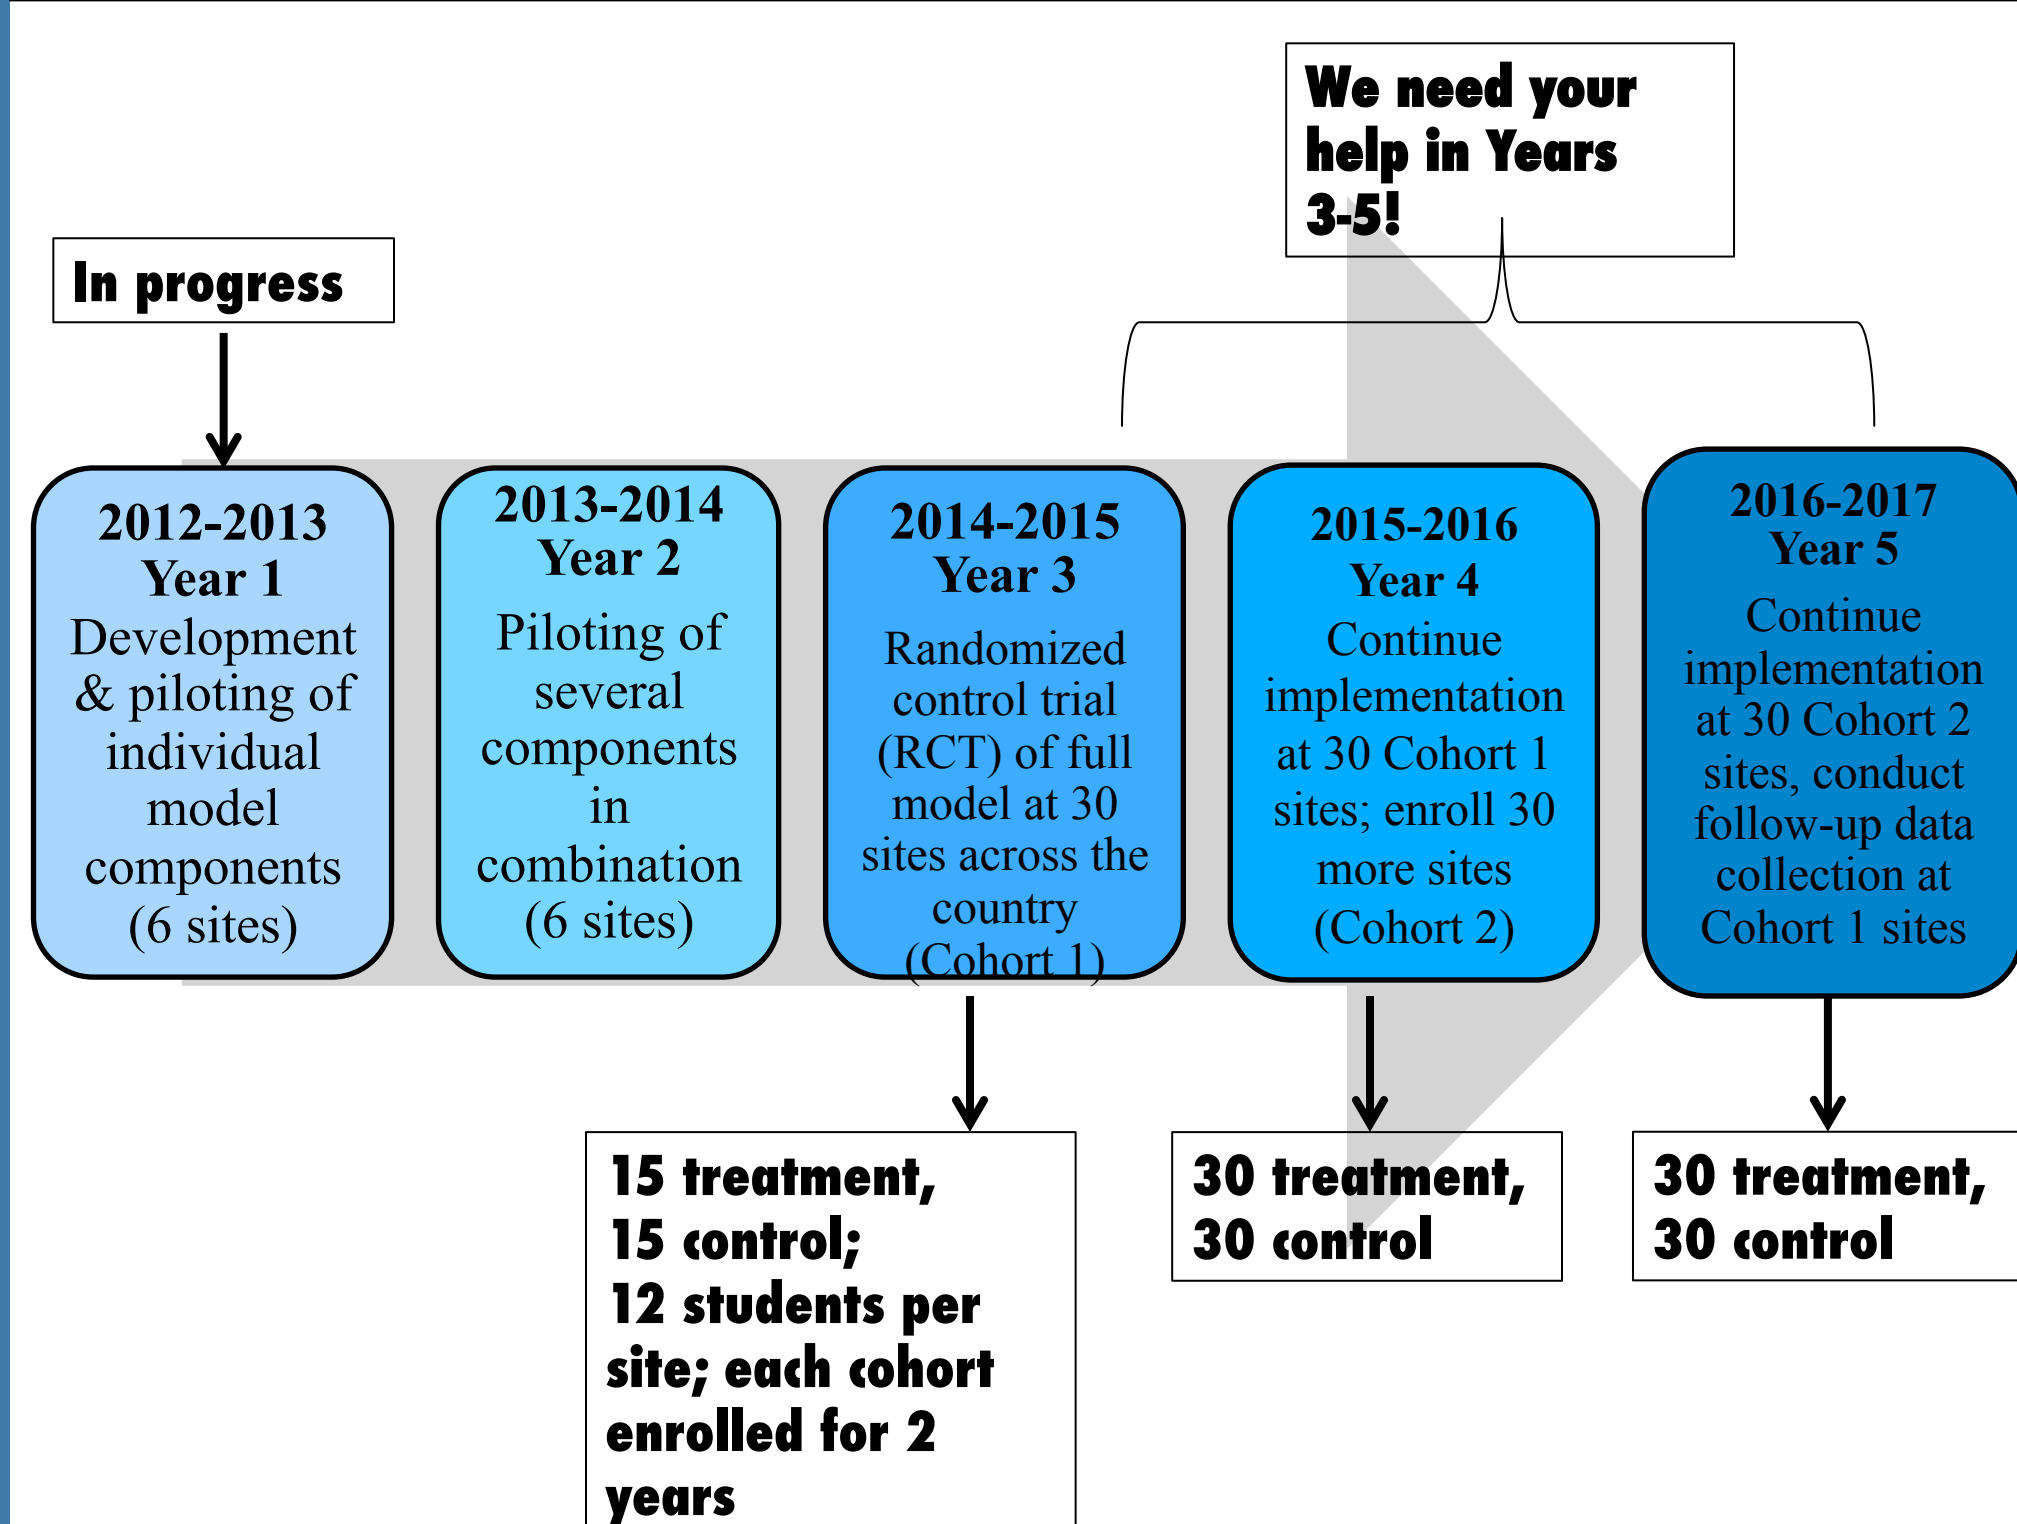 We need your
help in Years
3-5!
In progress
2012-2013
Year 1
Development
& piloting of
individual
model
components
(6 sites)
2013-2014
Year 2
Piloting of
several
components
in
combination
(6 sites)
2014-2015
Year 3
Randomized
control trial
(RCT) of full
model at 30
sites across the
country
(Cohort 1)
2015-2016
Year 4
Continue
implementation
at 30 Cohort 1
sites; enroll 30
more sites
(Cohort 2)
2016-2017
Year 5
Continue
implementation
at 30 Cohort 2
sites, conduct
follow-up data
collection at
Cohort 1 sites
15 treatment,
15 control;
12 students per
site; each cohort
enrolled for 2
years
30 treatment,
30 control
30 treatment,
30 control